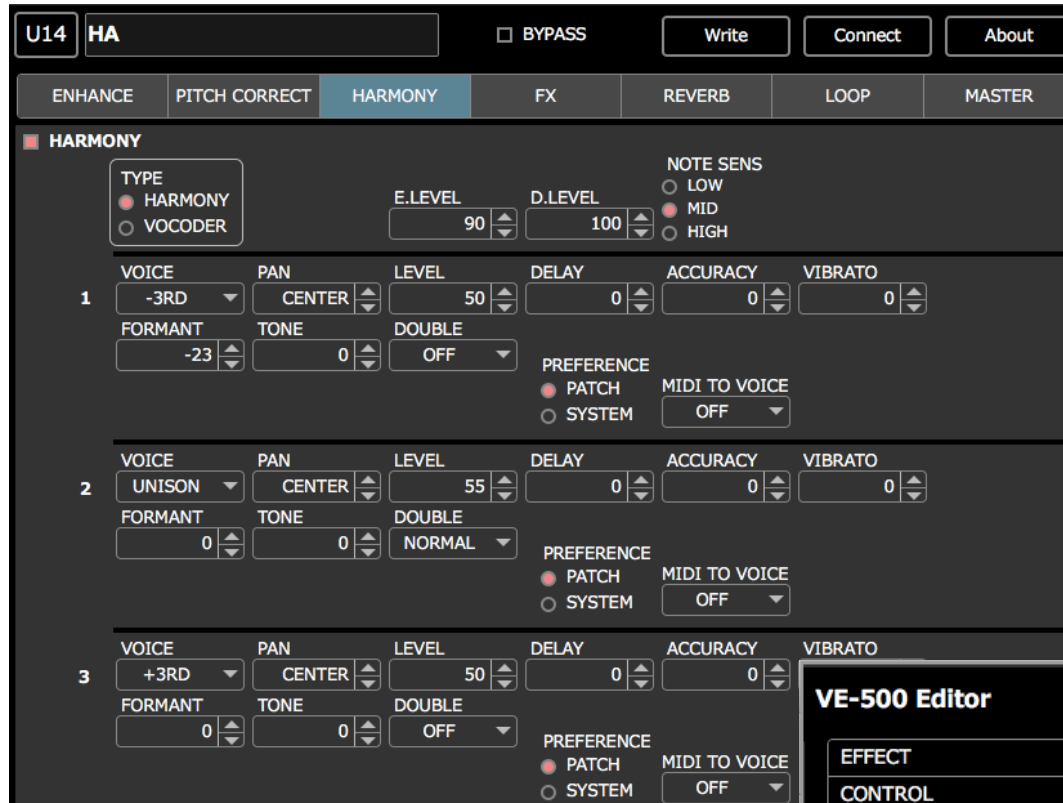 U14 HA BYPASS Write Connect About
ENHANCE PITCH CORRECT HARMONY FX REVERB LOOP MASTER
HARMONY
TYPE
HARMONY
VOCODER
E.LEVEL D.LEVEL
90 100
NOTE SENS
LOW
MID
HIGH
VOICE PAN LEVEL DELAY ACCURACY VIBRATO
1 -3RD CENTER 50 0 0 0
FORMANT TONE DOUBLE
-23 0 OFF
PREFERENCE
PATCH
SYSTEM
MIDI TO VOICE
OFF
VOICE PAN LEVEL DELAY ACCURACY VIBRATO
2 UNISON CENTER 55 0 0 0
FORMANT TONE DOUBLE
0 0 NORMAL
PREFERENCE
PATCH
SYSTEM
MIDI TO VOICE
OFF
VOICE PAN LEVEL DELAY ACCURACY VIBRATO
3 +3RD CENTER 50 0 0
FORMANT TONE DOUBLE
0 0 OFF
PREFERENCE
PATCH
SYSTEM
MIDI TO VOICE
OFF
VE-500 Editor
EFFECT
CONTROL